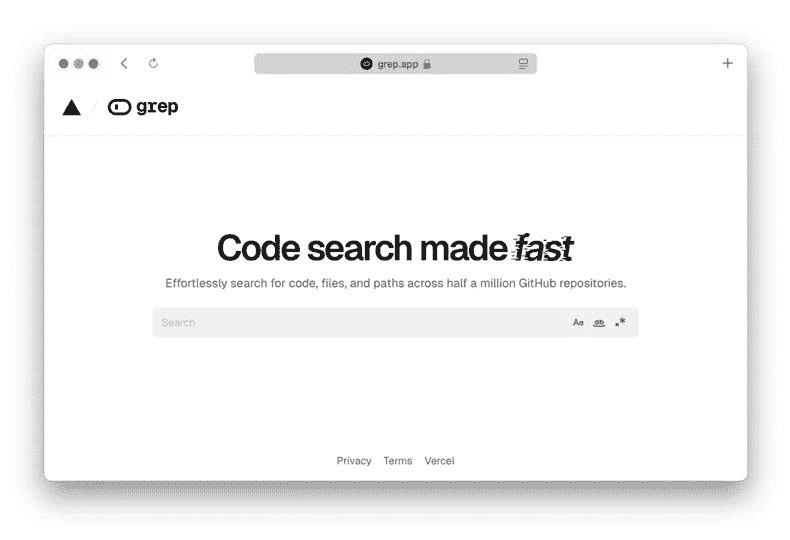 grep.app
grep
Code search made fast
Effortlessly search for code, files, and paths across half a million GitHub repositories.
Search
Aa ab .*
Privacy Terms Vercel